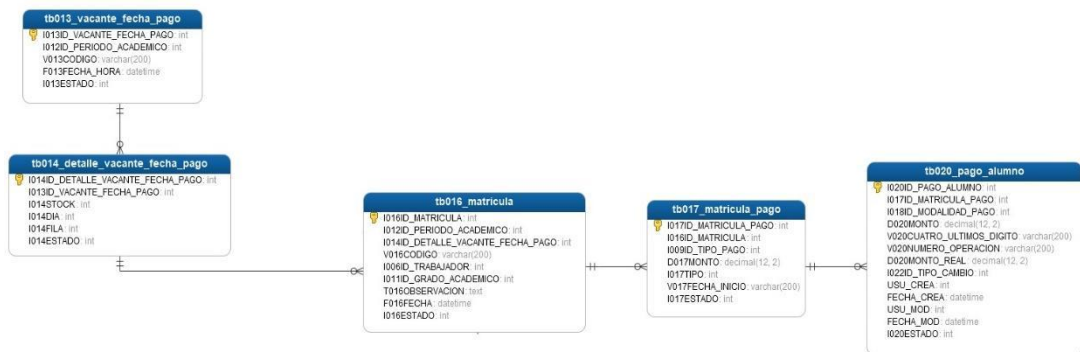 tb013_vacante_fecha_pago
I013ID_VACANTE_FECHA_PAGO: int
I012ID_PERIODO_ACADEMICO: int
V013CODIGO: varchar(200)
F013FECHA_HORA: datetime
I013ESTADO: int
tb014_detalle_vacante_fecha_pago
I014ID_DETALLE_VACANTE_FECHA_PAGO: int
I013ID_VACANTE_FECHA_PAGO: int
I014STOCK: int
I014DIA: int
I014FILA: int
I014ESTADO: int
tb016_matricula
I016ID_MATRICULA: int
I012ID_PERIODO_ACADEMICO: int
I014ID_DETALLE_VACANTE_FECHA_PAGO: int
V016CODIGO: varchar(200)
I006ID_TRABAJADOR: int
I011ID_GRADO_ACADEMICO: int
T016OBSERVACION: text
F016FECHA: datetime
I016ESTADO: int
tb017_matricula_pago
I017ID_MATRICULA_PAGO: int
I016ID_MATRICULA: int
I009ID_TIPO_PAGO: int
D017MONTO: decimal(12, 2)
I017TIPO: int
V017FECHA_INICIO: varchar(200)
I017ESTADO: int
tb020_pago_alumno
I020ID_PAGO_ALUMNO: int
I017ID_MATRICULA_PAGO: int
I018ID_MODALIDAD_PAGO: int
D020MONTO: decimal(12, 2)
V020CUATRO_ULTIMOS_DIGITO: varchar(200)
V020NUMERO_OPERACION: varchar(200)
D020MONTO_REAL: decimal(12, 2)
I022ID_TIPO_CAMBIO: int
USU_CREA: int
FECHA_CREA: datetime
USU_MOD: int
FECHA_MOD: datetime
I020ESTADO: int